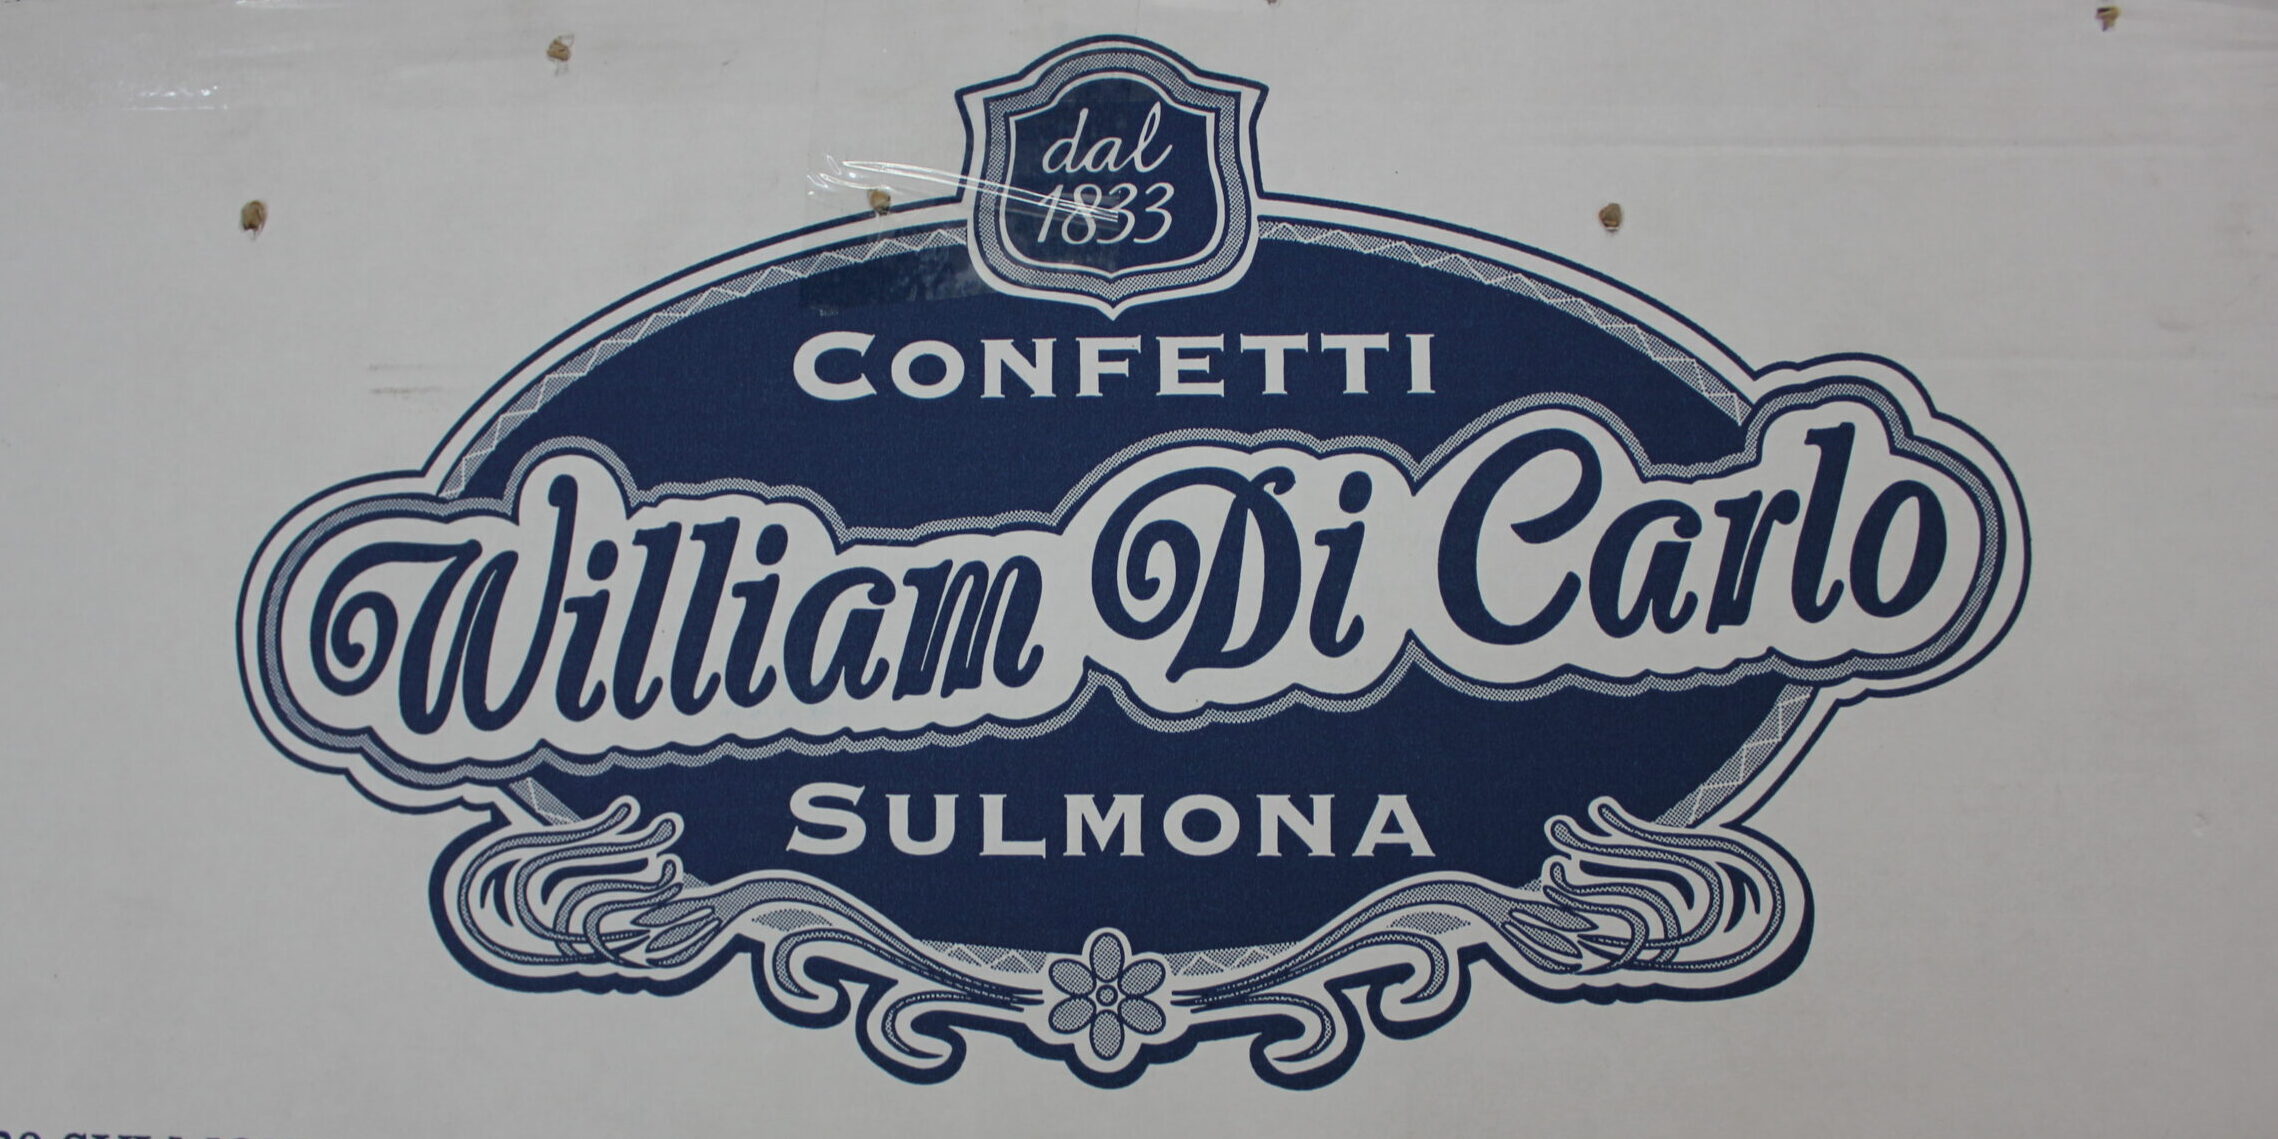 dal
1833
CONFETTI
William Di Carlo
SULMONA